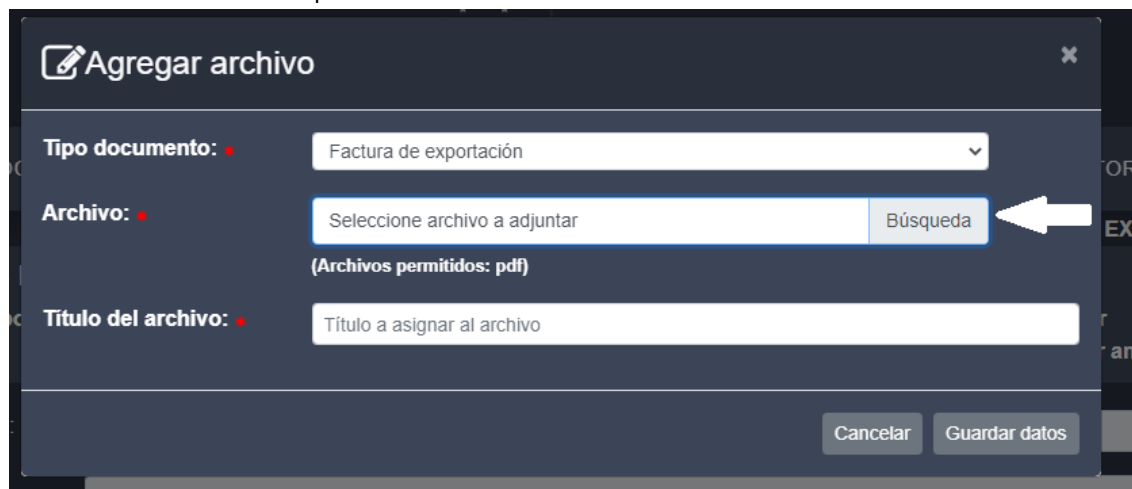 Agregar archivo
Tipo documento:
Factura de exportación
Archivo:
Seleccione archivo a adjuntar
Búsqueda
(Archivos permitidos: pdf)
Título del archivo:
Título a asignar al archivo
Cancelar
Guardar datos
EX